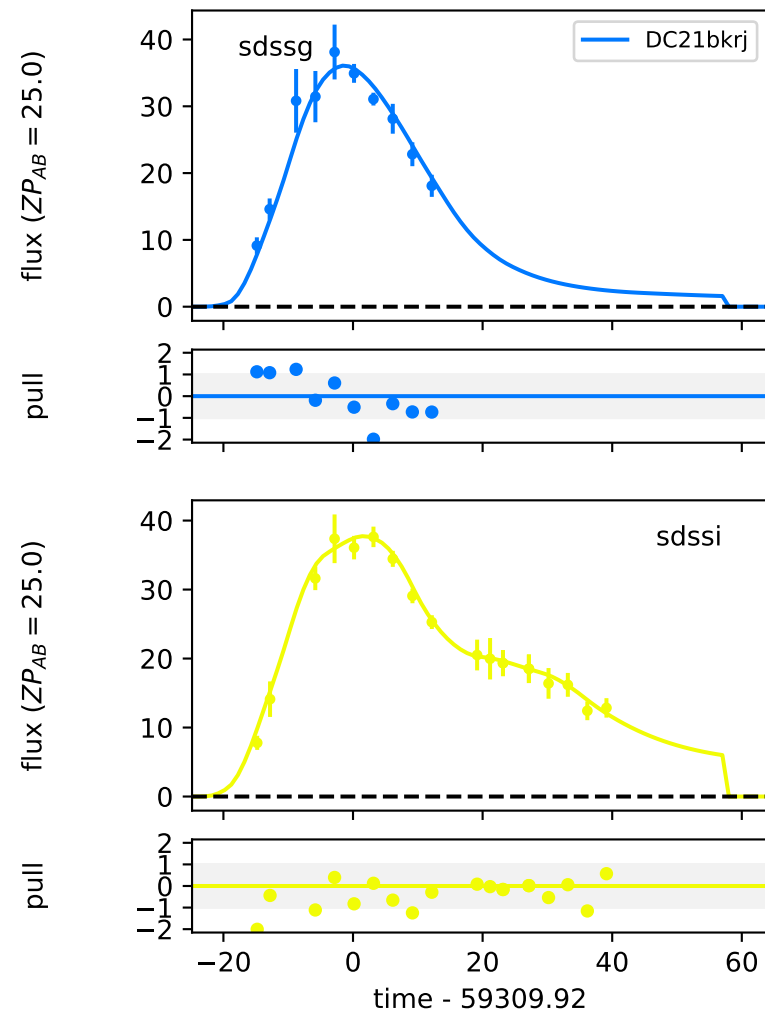 sdssg
DC21bkrj
flux (ZP_AB = 25.0)
40
30
20
10
0
pull
2
1
0
−1
−2
sdssi
flux (ZP_AB = 25.0)
40
30
20
10
0
pull
2
1
0
−1
−2
−20 0 20 40 60
time - 59309.92